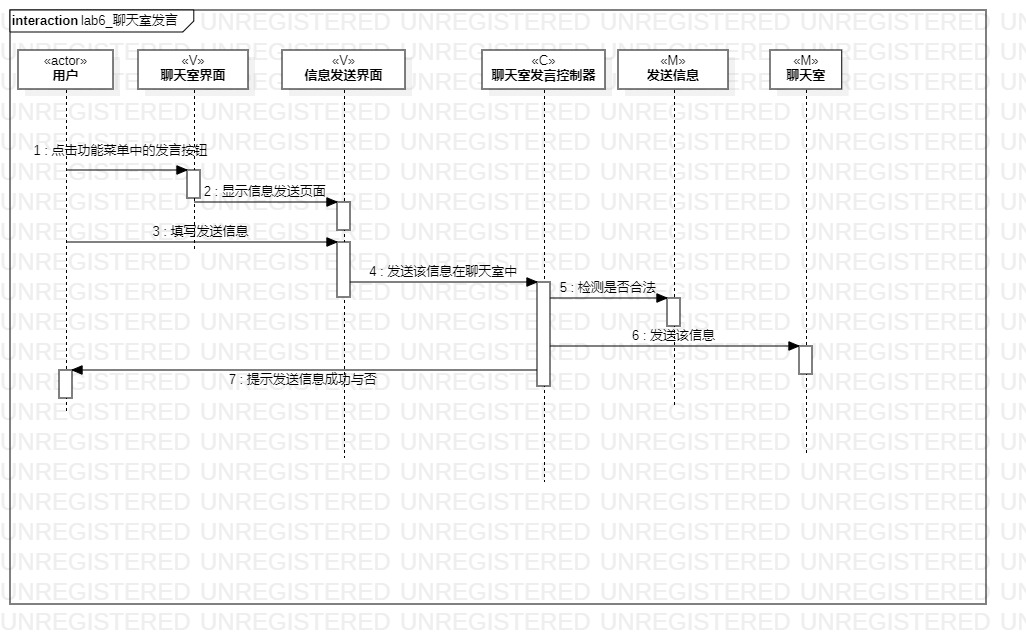 interaction lab6_聊天室发言
«actor»
用户
«V»
聊天室界面
«V»
信息发送界面
«C»
聊天室发言控制器
«M»
发送信息
«M»
聊天室
1 : 点击功能菜单中的发言按钮
2 : 显示信息发送页面
3 : 填写发送信息
4 : 发送该信息在聊天室中
5 : 检测是否合法
6 : 发送该信息
7 : 提示发送信息成功与否
UNREGISTERED